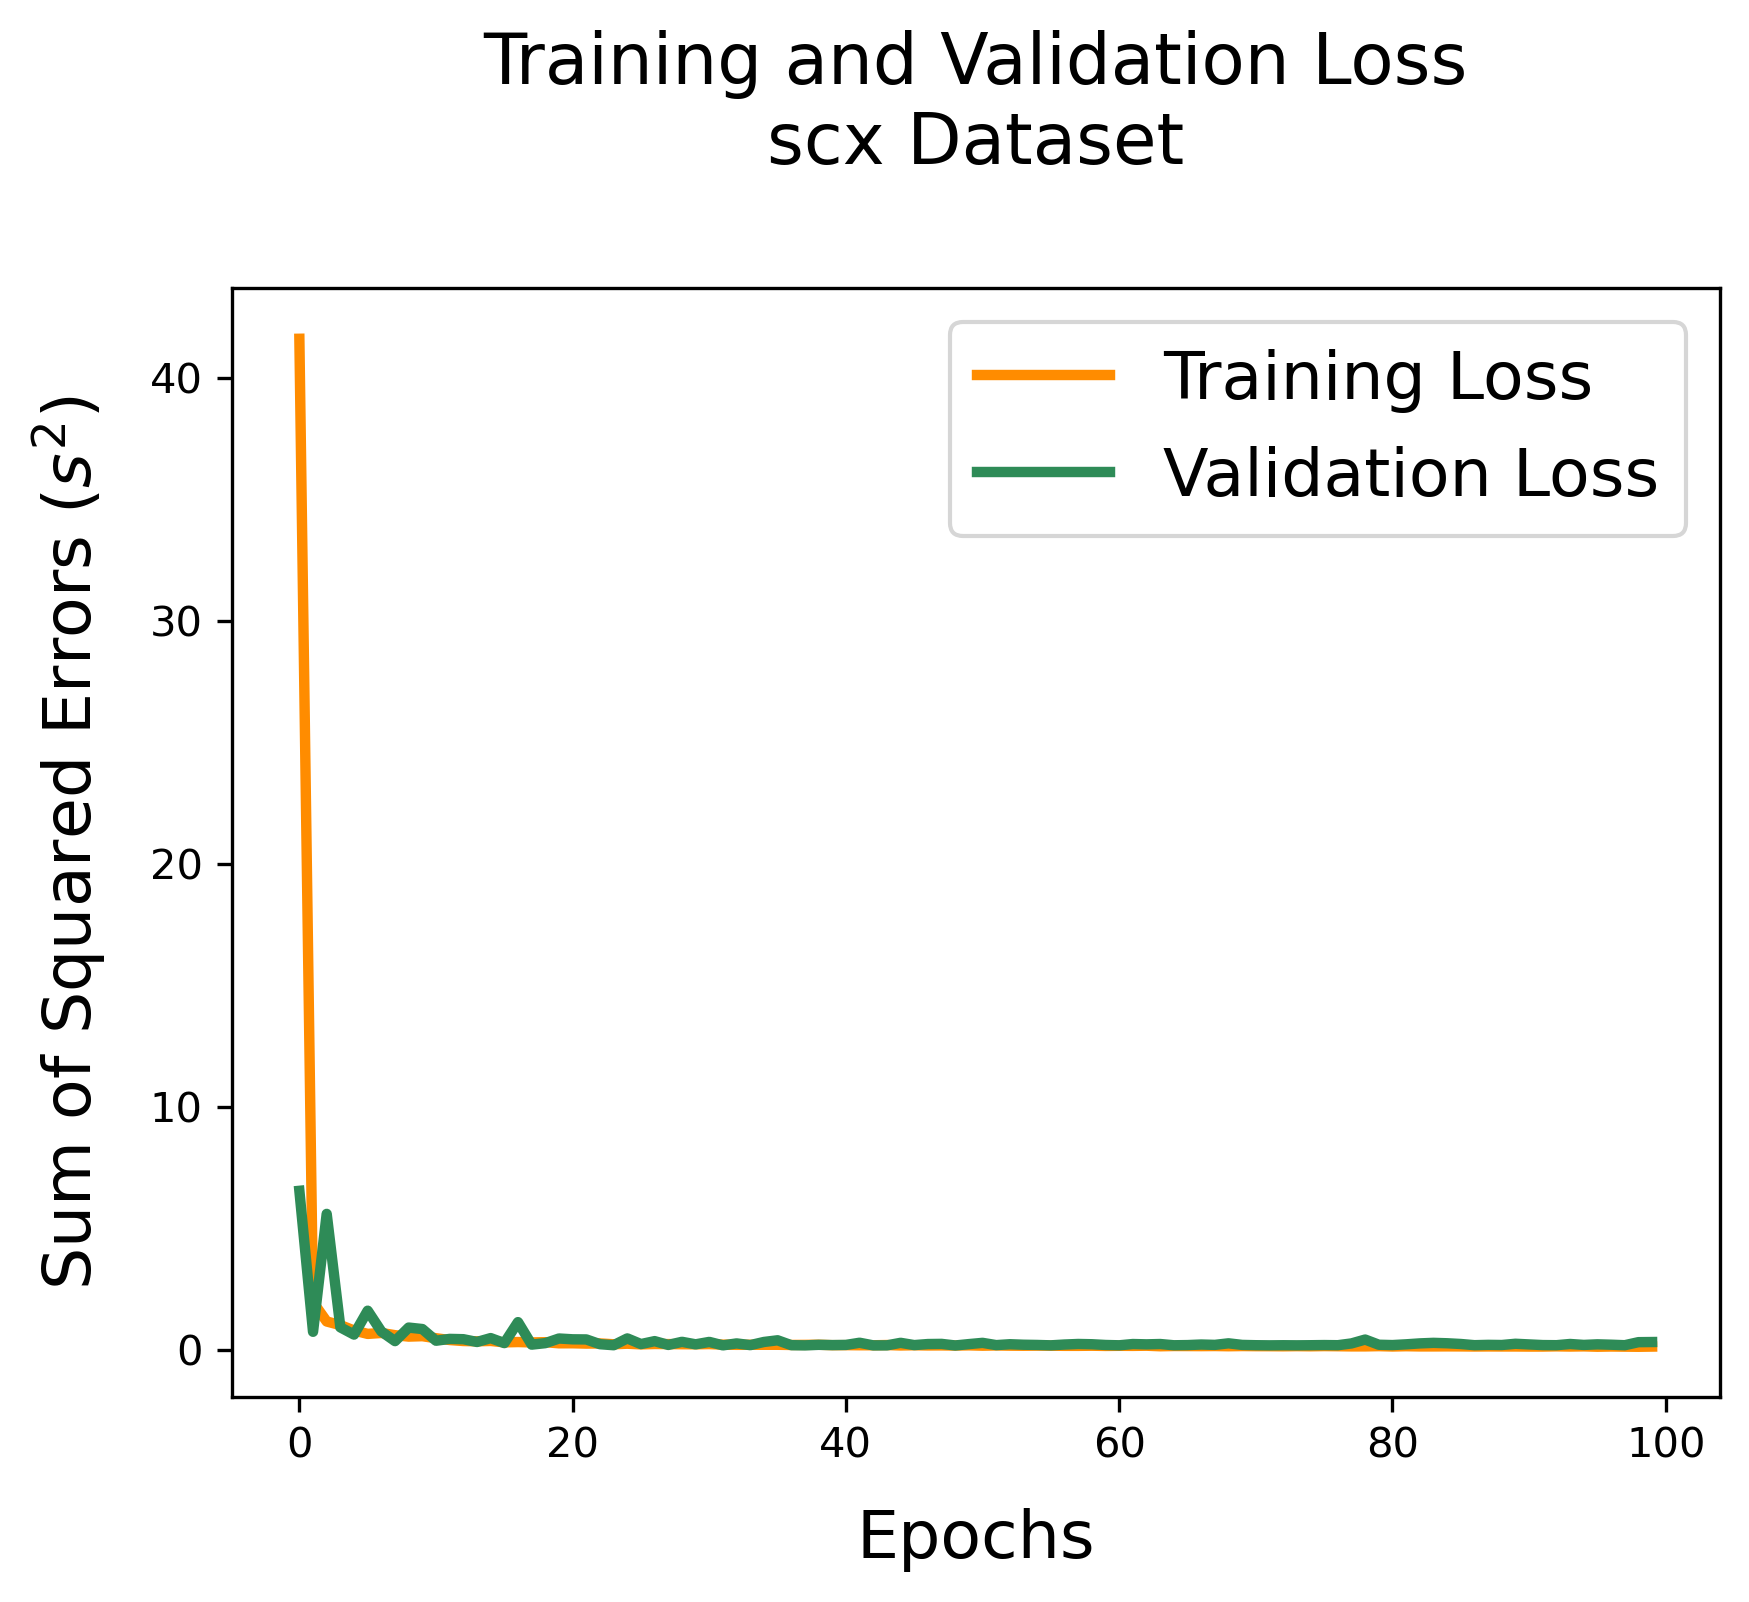 Training and Validation Loss
scx Dataset
Sum of Squared Errors (s²)
40
30
20
10
0
Training Loss
Validation Loss
0 20 40 60 80 100
Epochs